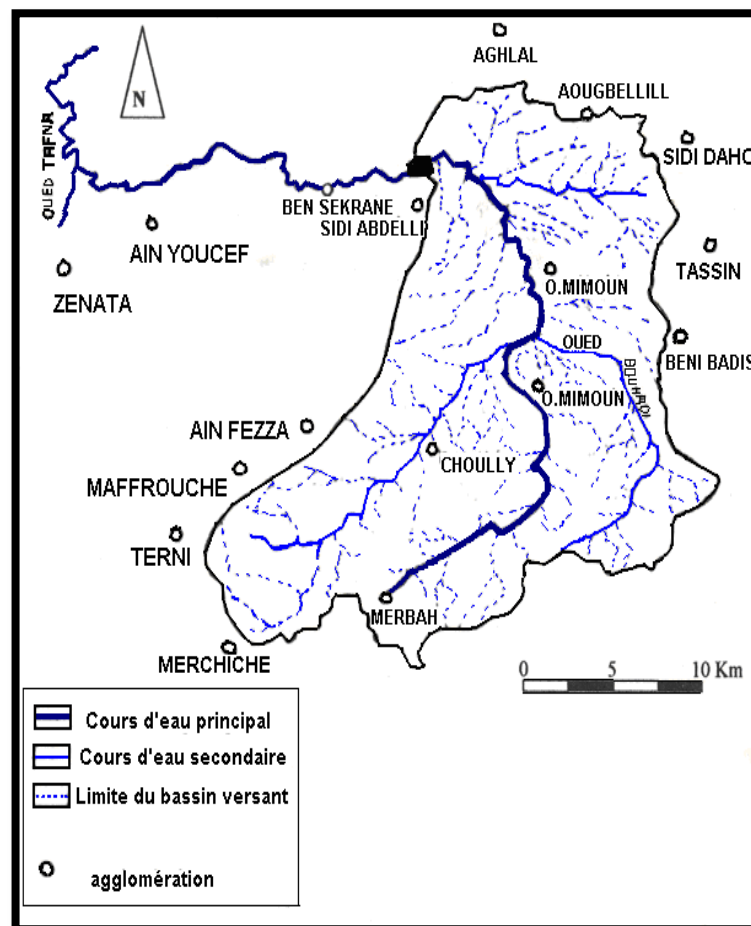 AGHLAL
AOUGBELLILL
N
OUED TAFNA
SIDI DAHO
BEN SEKRANE
SIDI ABDELLI
AIN YOUCEF
TASSIN
ZENATA
O.MIMOUN
OUED
BOUHADI
BENI BADIS
O.MIMOUN
AIN FEZZA
CHOULLY
MAFFROUCHE
TERNI
MERBAH
MERCHICHE
0 5 10 Km
Cours d'eau principal
Cours d'eau secondaire
Limite du bassin versant
agglomération